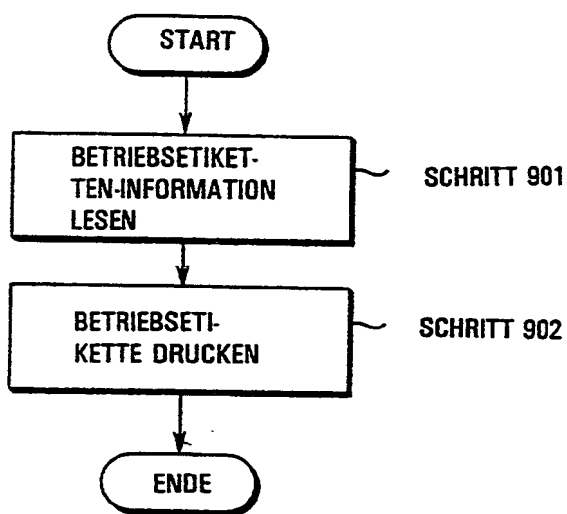 START
BETRIEBSETIKET-
TEN-INFORMATION
LESEN
SCHRITT 901
BETRIEBSETI-
KETTE DRUCKEN
SCHRITT 902
ENDE